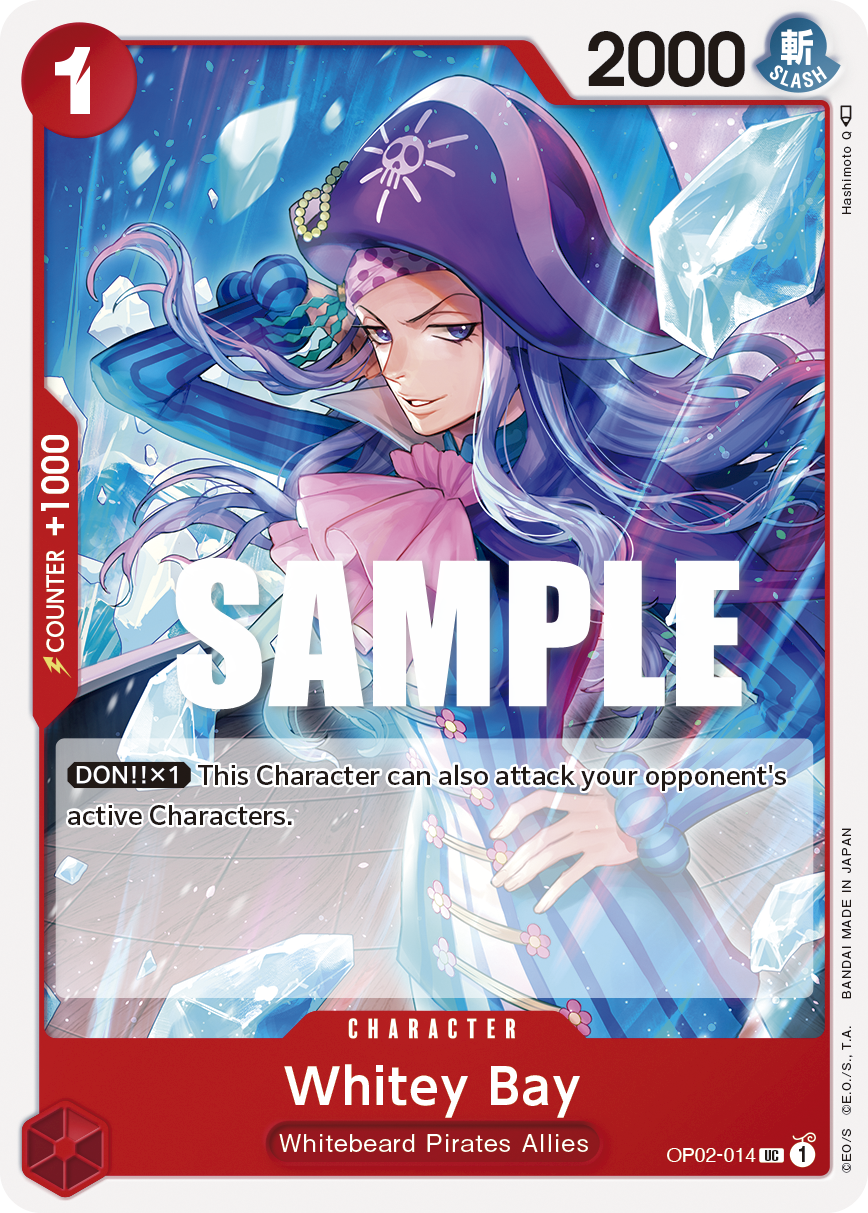 1
2000
斬
SLASH
Hashimoto Q
COUNTER +1000
SAMPLE
DON!!×1 This Character can also attack your opponent's
active Characters.
CHARACTER
Whitey Bay
Whitebeard Pirates Allies
OP02-014 UC 1
©EO/S ©E.O./S., T.A. BANDAI MADE IN JAPAN